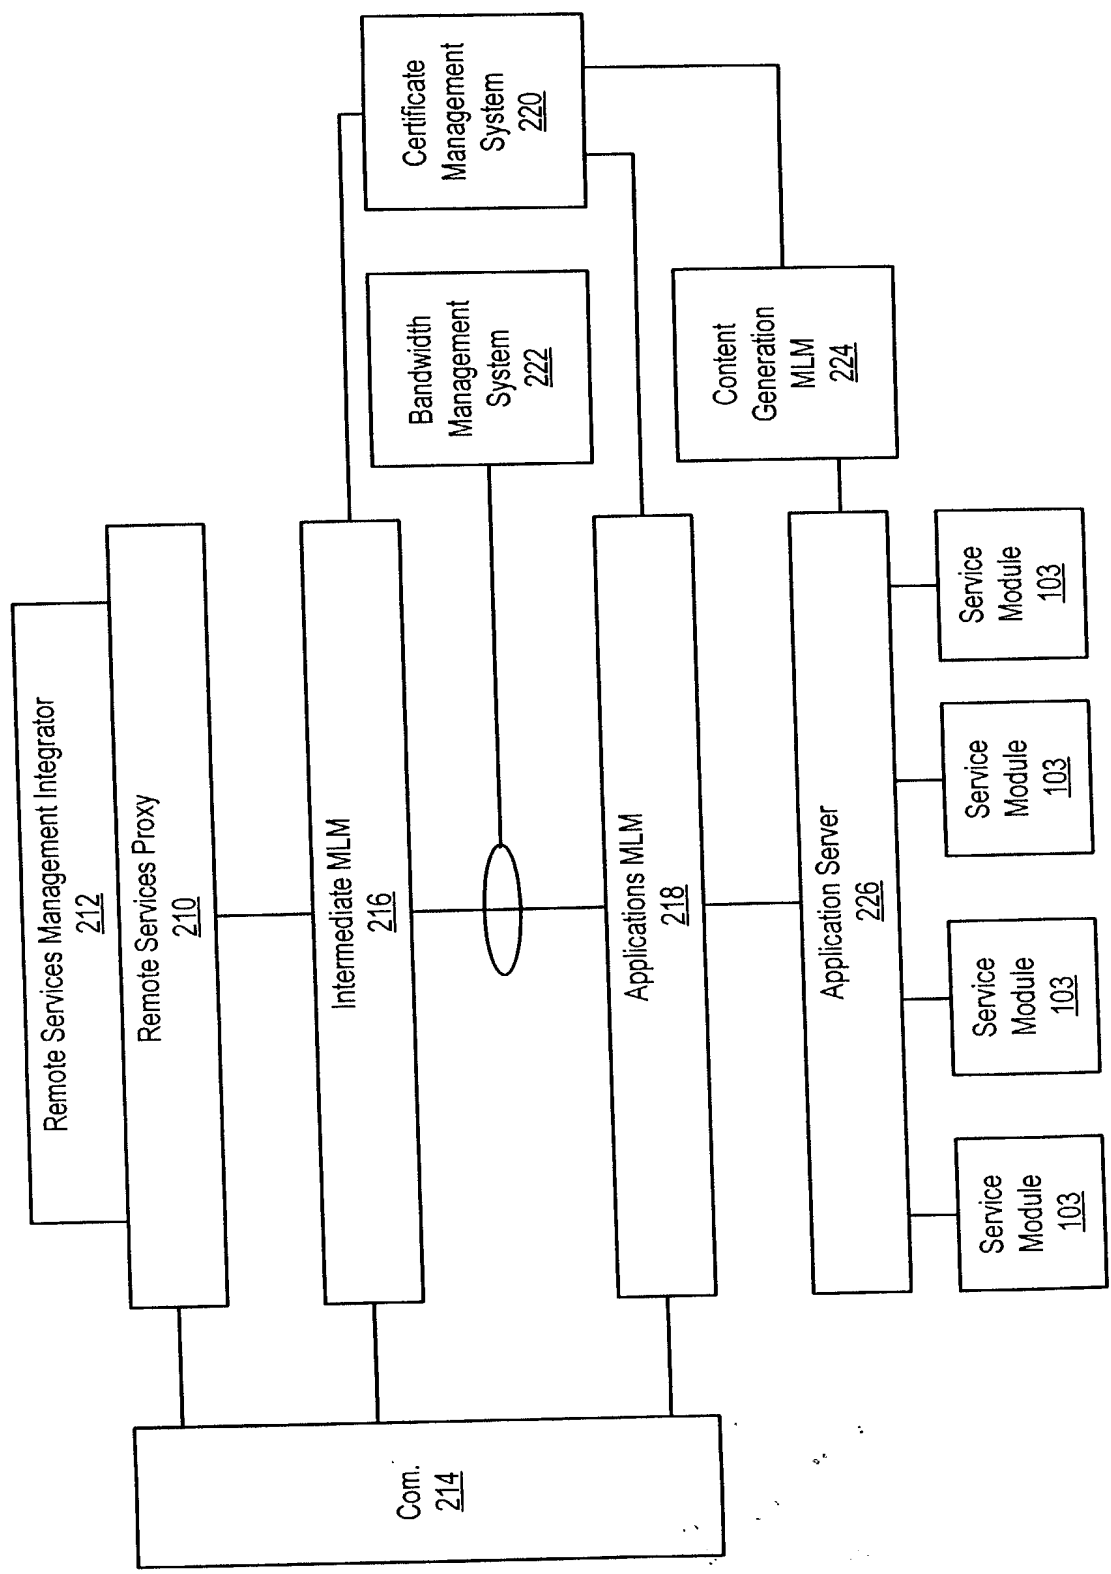 Remote Services Management Integrator
212
Remote Services Proxy
210
Com.
214
Intermediate MLM
216
Certificate
Management
System
220
Bandwidth
Management
System
222
Applications MLM
218
Content
Generation
MLM
224
Application Server
226
Service
Module
103
Service
Module
103
Service
Module
103
Service
Module
103